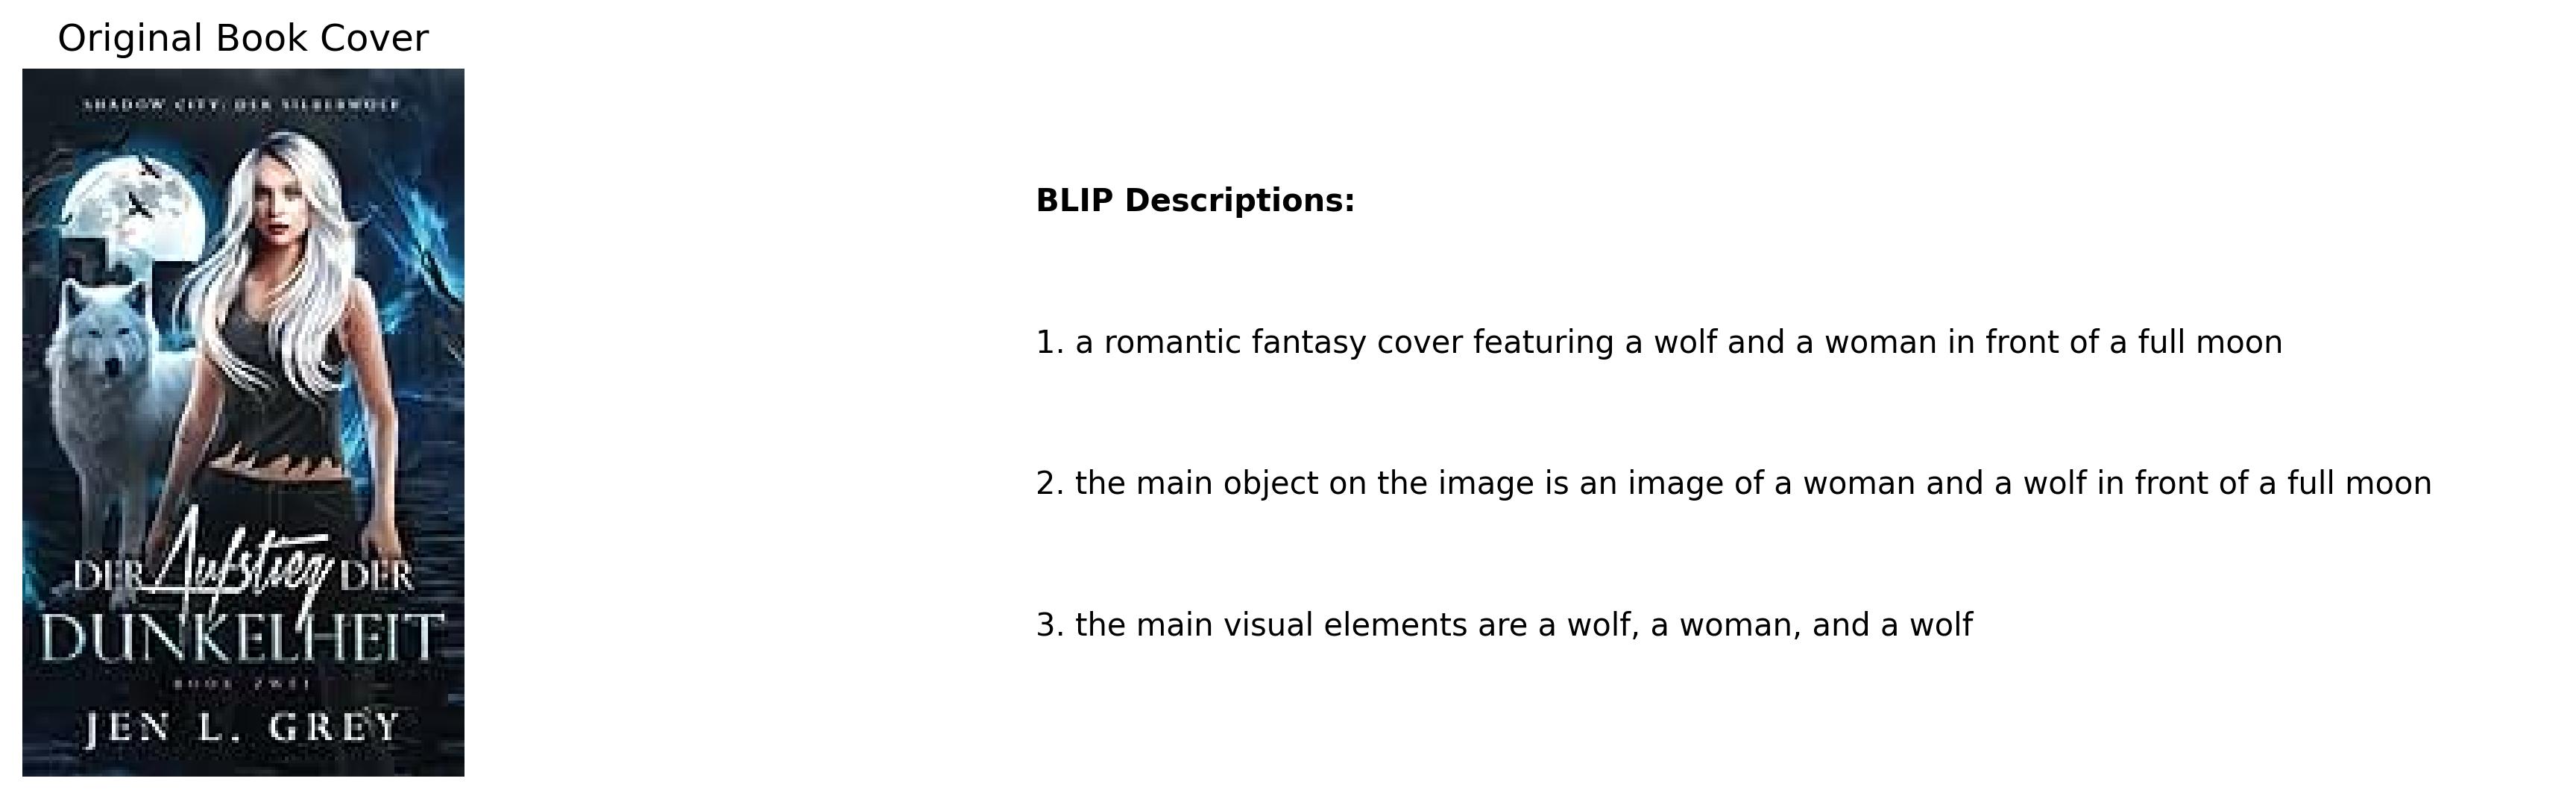 Original Book Cover
SHADOW CITY: DER SILBERWOLF
DER Aufstieg DER
DUNKELHEIT
BOOK ZWEI
JEN L. GREY
BLIP Descriptions:
1. a romantic fantasy cover featuring a wolf and a woman in front of a full moon
2. the main object on the image is an image of a woman and a wolf in front of a full moon
3. the main visual elements are a wolf, a woman, and a wolf